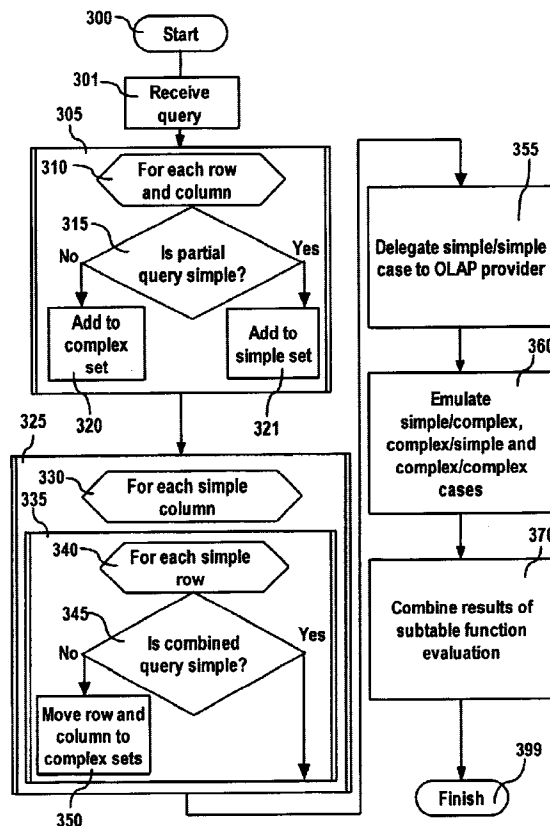 300
Start
301
Receive
query
305
310
For each row
and column
315
No
Yes
Is partial
query simple?
Add to
complex
set
Add to
simple set
320
321
325
330
For each simple
column
335
340
For each simple
row
345
No
Yes
Is combined
query simple?
Move row and
column to
complex sets
350
355
Delegate simple/simple
case to OLAP provider
360
Emulate
simple/complex,
complex/simple and
complex/complex
cases
370
Combine results of
subtable function
evaluation
399
Finish